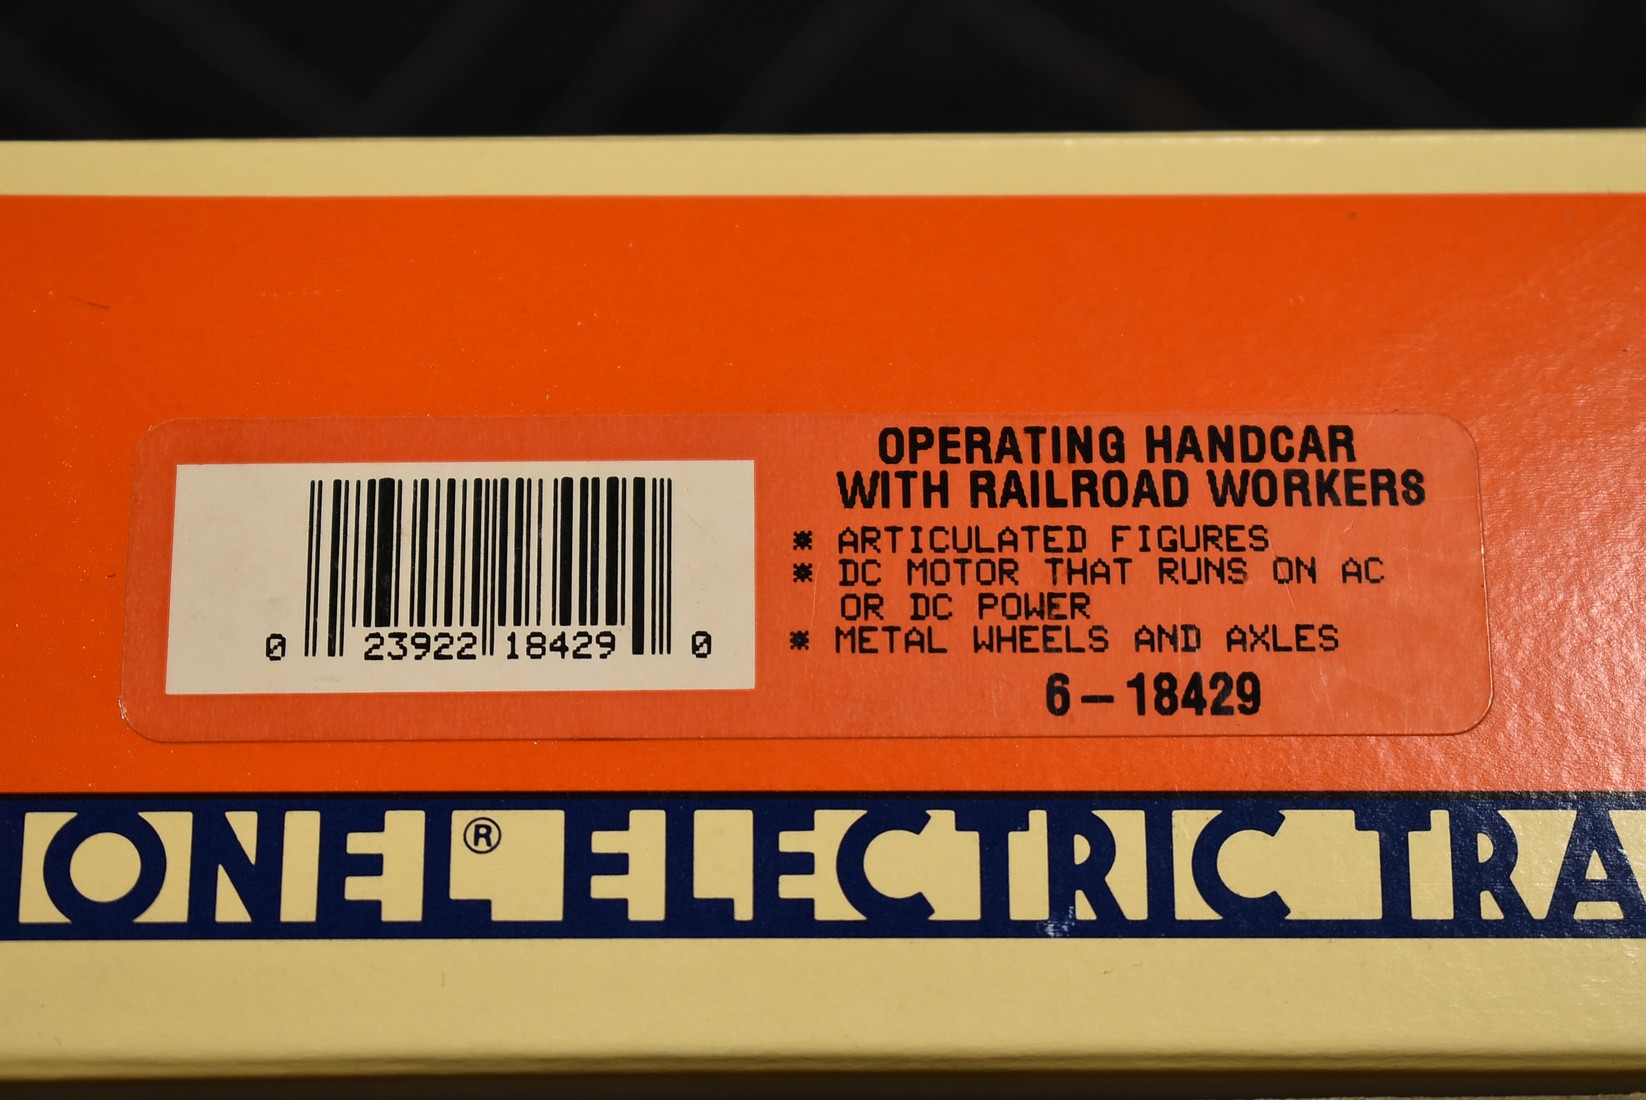 OPERATING HANDCAR
WITH RAILROAD WORKERS
* ARTICULATED FIGURES
* DC MOTOR THAT RUNS ON AC
OR DC POWER
* METAL WHEELS AND AXLES
6-18429
0 23922 18429 0
ONEL® ELECTRIC TRA